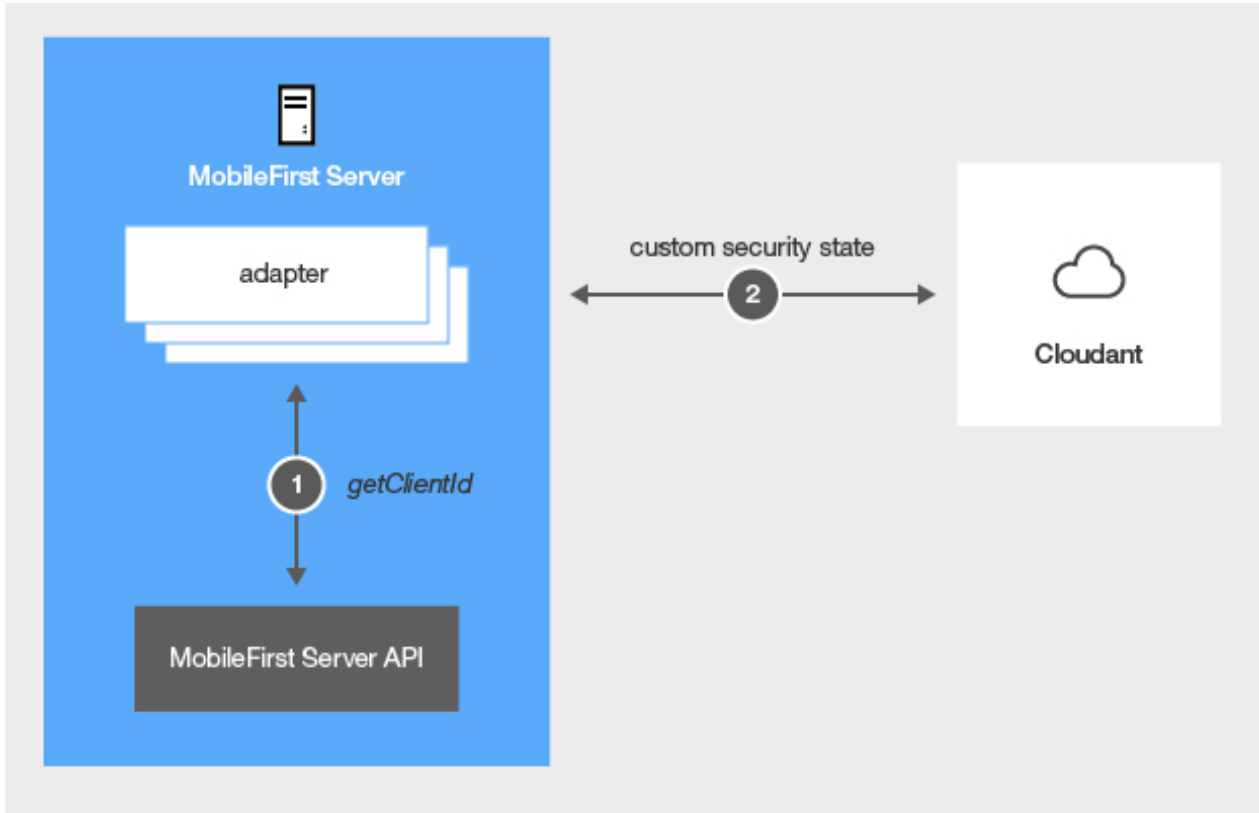 MobileFirst Server
adapter
custom security state
2
Cloudant
1
getClientId
MobileFirst Server API